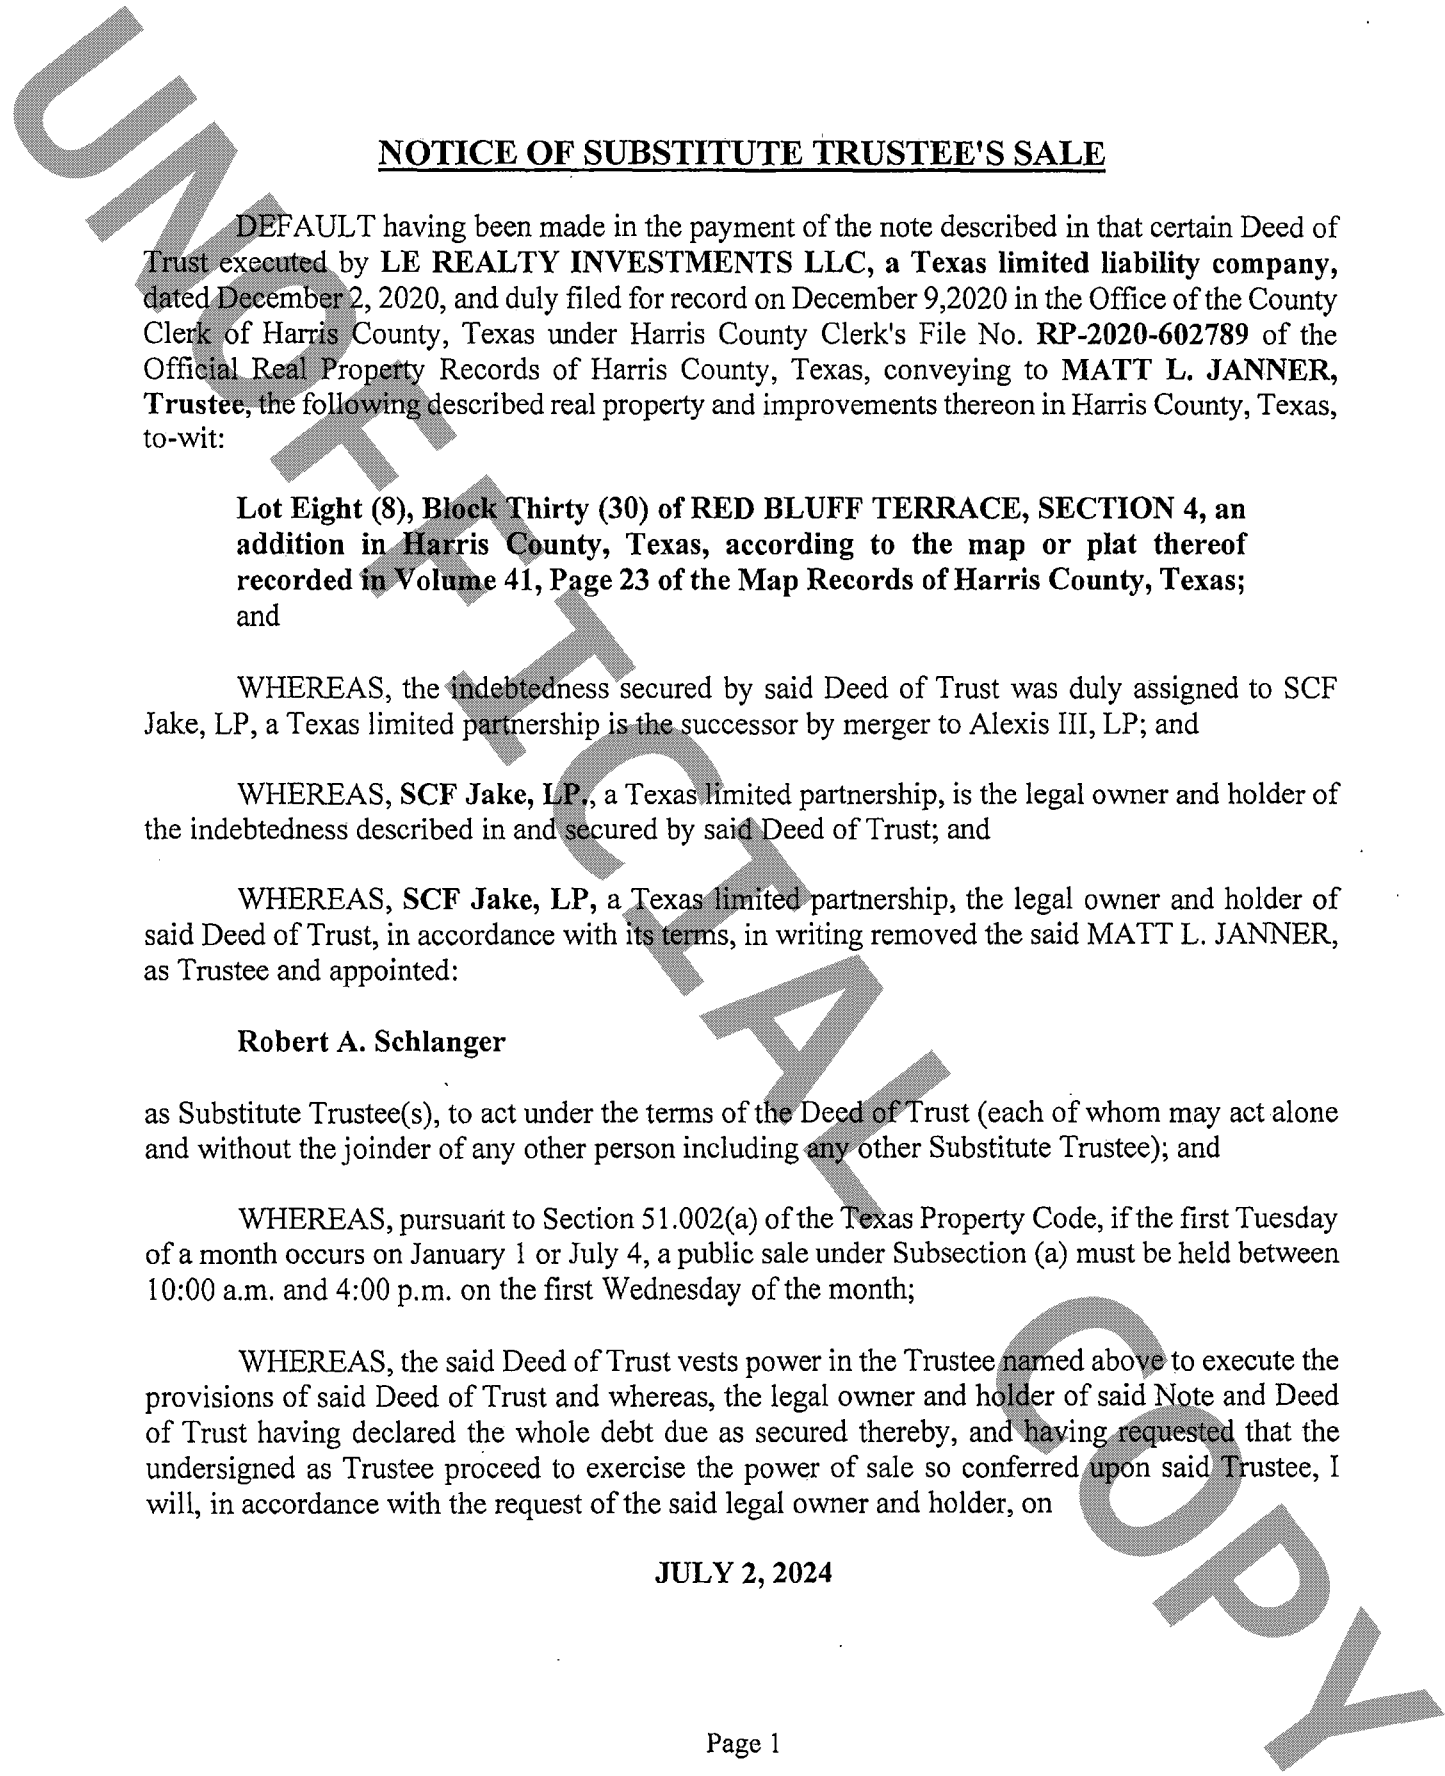 NOTICE OF SUBSTITUTE TRUSTEE'S SALE
DEFAULT having been made in the payment of the note described in that certain Deed of
Trust executed by LE REALTY INVESTMENTS LLC, a Texas limited liability company,
dated December 2, 2020, and duly filed for record on December 9,2020 in the Office of the County
Clerk of Harris County, Texas under Harris County Clerk's File No. RP-2020-602789 of the
Official Real Property Records of Harris County, Texas, conveying to MATT L. JANNER,
Trustee, the following described real property and improvements thereon in Harris County, Texas,
to-wit:
Lot Eight (8), Block Thirty (30) of RED BLUFF TERRACE, SECTION 4, an
addition in Harris County, Texas, according to the map or plat thereof
recorded in Volume 41, Page 23 of the Map Records of Harris County, Texas;
and
WHEREAS, the indebtedness secured by said Deed of Trust was duly assigned to SCF
Jake, LP, a Texas limited partnership is the successor by merger to Alexis III, LP; and
WHEREAS, SCF Jake, LP., a Texas limited partnership, is the legal owner and holder of
the indebtedness described in and secured by said Deed of Trust; and
WHEREAS, SCF Jake, LP, a Texas limited partnership, the legal owner and holder of
said Deed of Trust, in accordance with its terms, in writing removed the said MATT L. JANNER,
as Trustee and appointed:
Robert A. Schlanger
as Substitute Trustee(s), to act under the terms of the Deed of Trust (each of whom may act alone
and without the joinder of any other person including any other Substitute Trustee); and
WHEREAS, pursuant to Section 51.002(a) of the Texas Property Code, if the first Tuesday
of a month occurs on January 1 or July 4, a public sale under Subsection (a) must be held between
10:00 a.m. and 4:00 p.m. on the first Wednesday of the month;
WHEREAS, the said Deed of Trust vests power in the Trustee named above to execute the
provisions of said Deed of Trust and whereas, the legal owner and holder of said Note and Deed
of Trust having declared the whole debt due as secured thereby, and having requested that the
undersigned as Trustee proceed to exercise the power of sale so conferred upon said Trustee, I
will, in accordance with the request of the said legal owner and holder, on
JULY 2, 2024
Page 1
UNOFFICIAL COPY